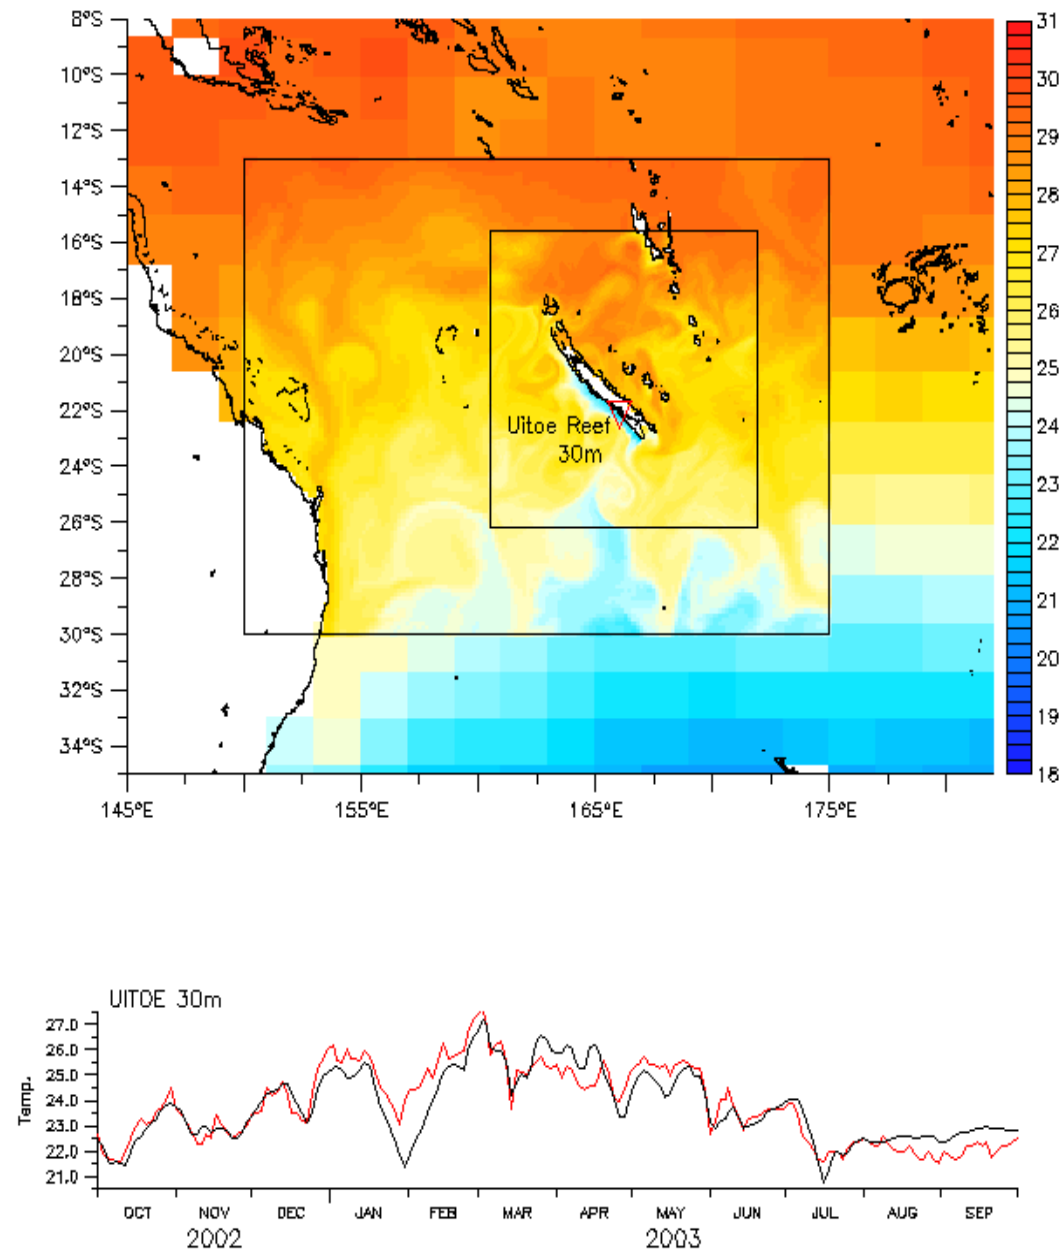 8°S
10°S
12°S
14°S
16°S
18°S
20°S
22°S
24°S
26°S
28°S
30°S
32°S
34°S
145°E
155°E
165°E
175°E
Uitoe Reef
30m
31
30
29
28
27
26
25
24
23
22
21
20
19
18
UITOE 30m
Temp.
27.0
26.0
25.0
24.0
23.0
22.0
21.0
OCT NOV DEC JAN FEB MAR APR MAY JUN JUL AUG SEP
2002 2003